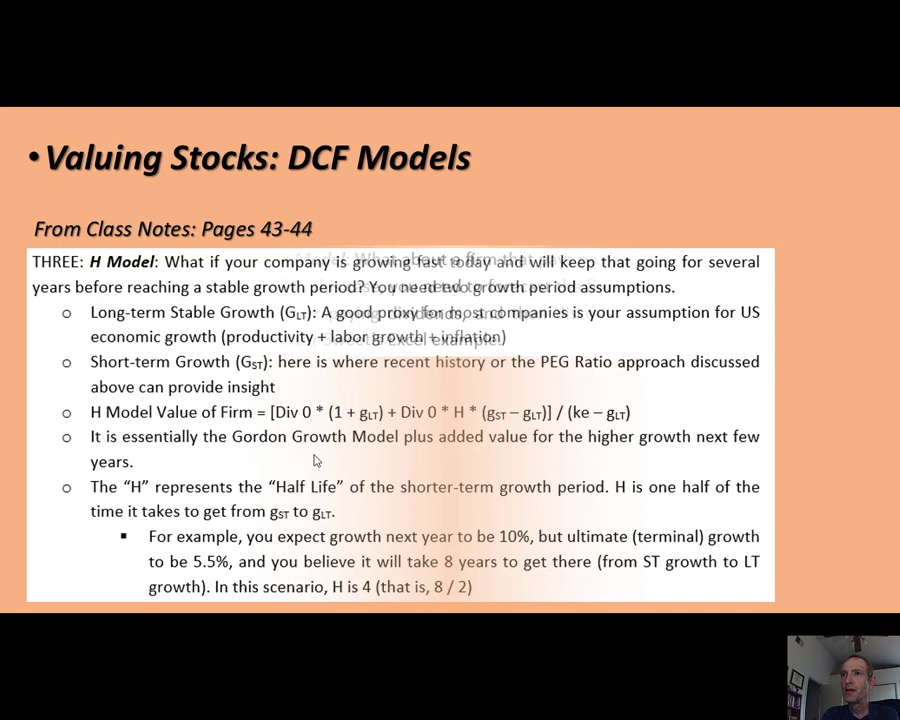 • Valuing Stocks: DCF Models
From Class Notes: Pages 43-44
THREE: H Model: What if your company is growing fast today and will keep that going for several
years before reaching a stable growth period? You need two growth period assumptions.
o Long-term Stable Growth (GLT): A good proxy for most companies is your assumption for US
economic growth (productivity + labor growth + inflation)
o Short-term Growth (GST): here is where recent history or the PEG Ratio approach discussed
above can provide insight
o H Model Value of Firm = [Div 0 * (1 + gLT) + Div 0 * H * (gST – gLT)] / (ke – gLT)
o It is essentially the Gordon Growth Model plus added value for the higher growth next few
years.
o The “H” represents the “Half Life” of the shorter-term growth period. H is one half of the
time it takes to get from gST to gLT.
▪ For example, you expect growth next year to be 10%, but ultimate (terminal) growth
to be 5.5%, and you believe it will take 8 years to get there (from ST growth to LT
growth). In this scenario, H is 4 (that is, 8 / 2)